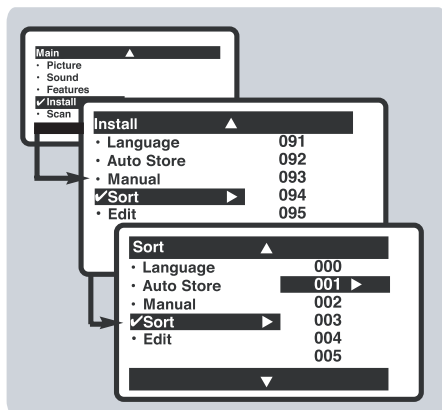 Main ▲
• Picture
• Sound
• Features
✔Install
• Scan
Install ▲
• Language 091
• Auto Store 092
• Manual 093
✔Sort ▶ 094
• Edit 095
Sort ▲
• Language 000
• Auto Store 001 ▶
• Manual 002
✔Sort ▶ 003
• Edit 004
005
▼